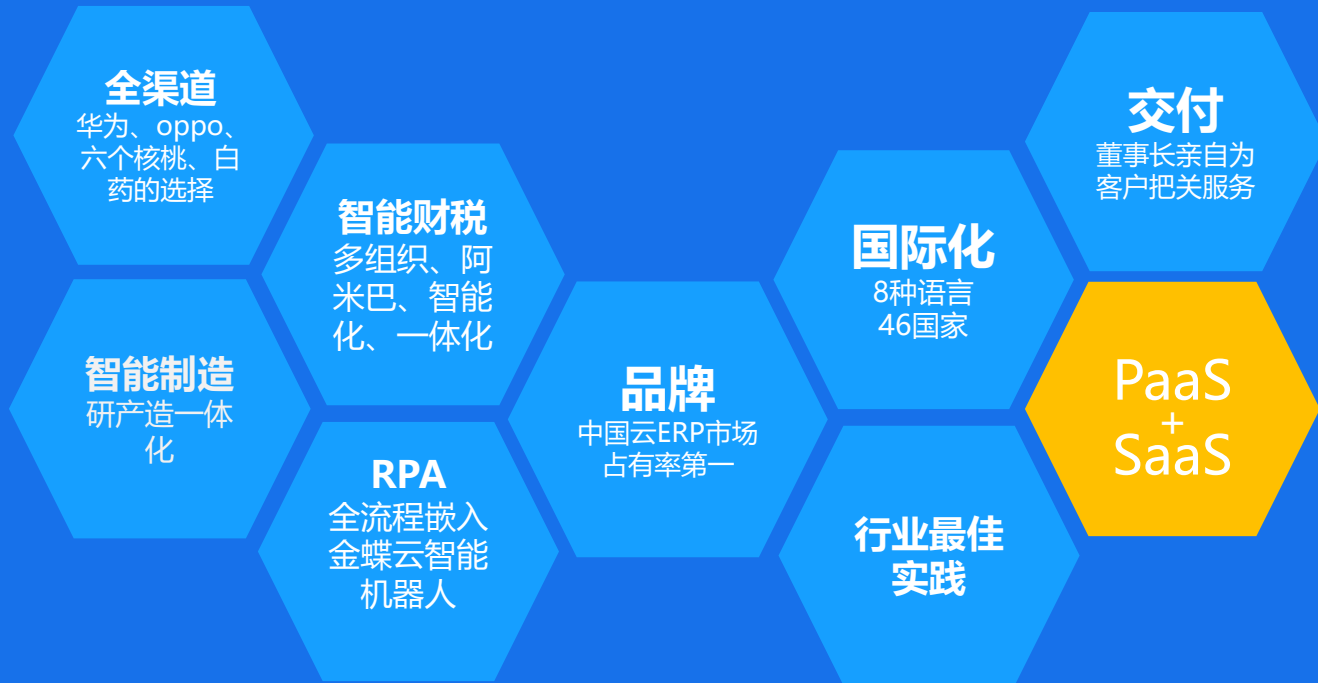 全渠道
华为、oppo、
六个核桃、白
药的选择
智能制造
研产造一体
化
智能财税
多组织、阿
米巴、智能
化、一体化
RPA
全流程嵌入
金蝶云智能
机器人
品牌
中国云ERP市场
占有率第一
国际化
8种语言
46国家
行业最佳
实践
交付
董事长亲自为
客户把关服务
PaaS
+
SaaS